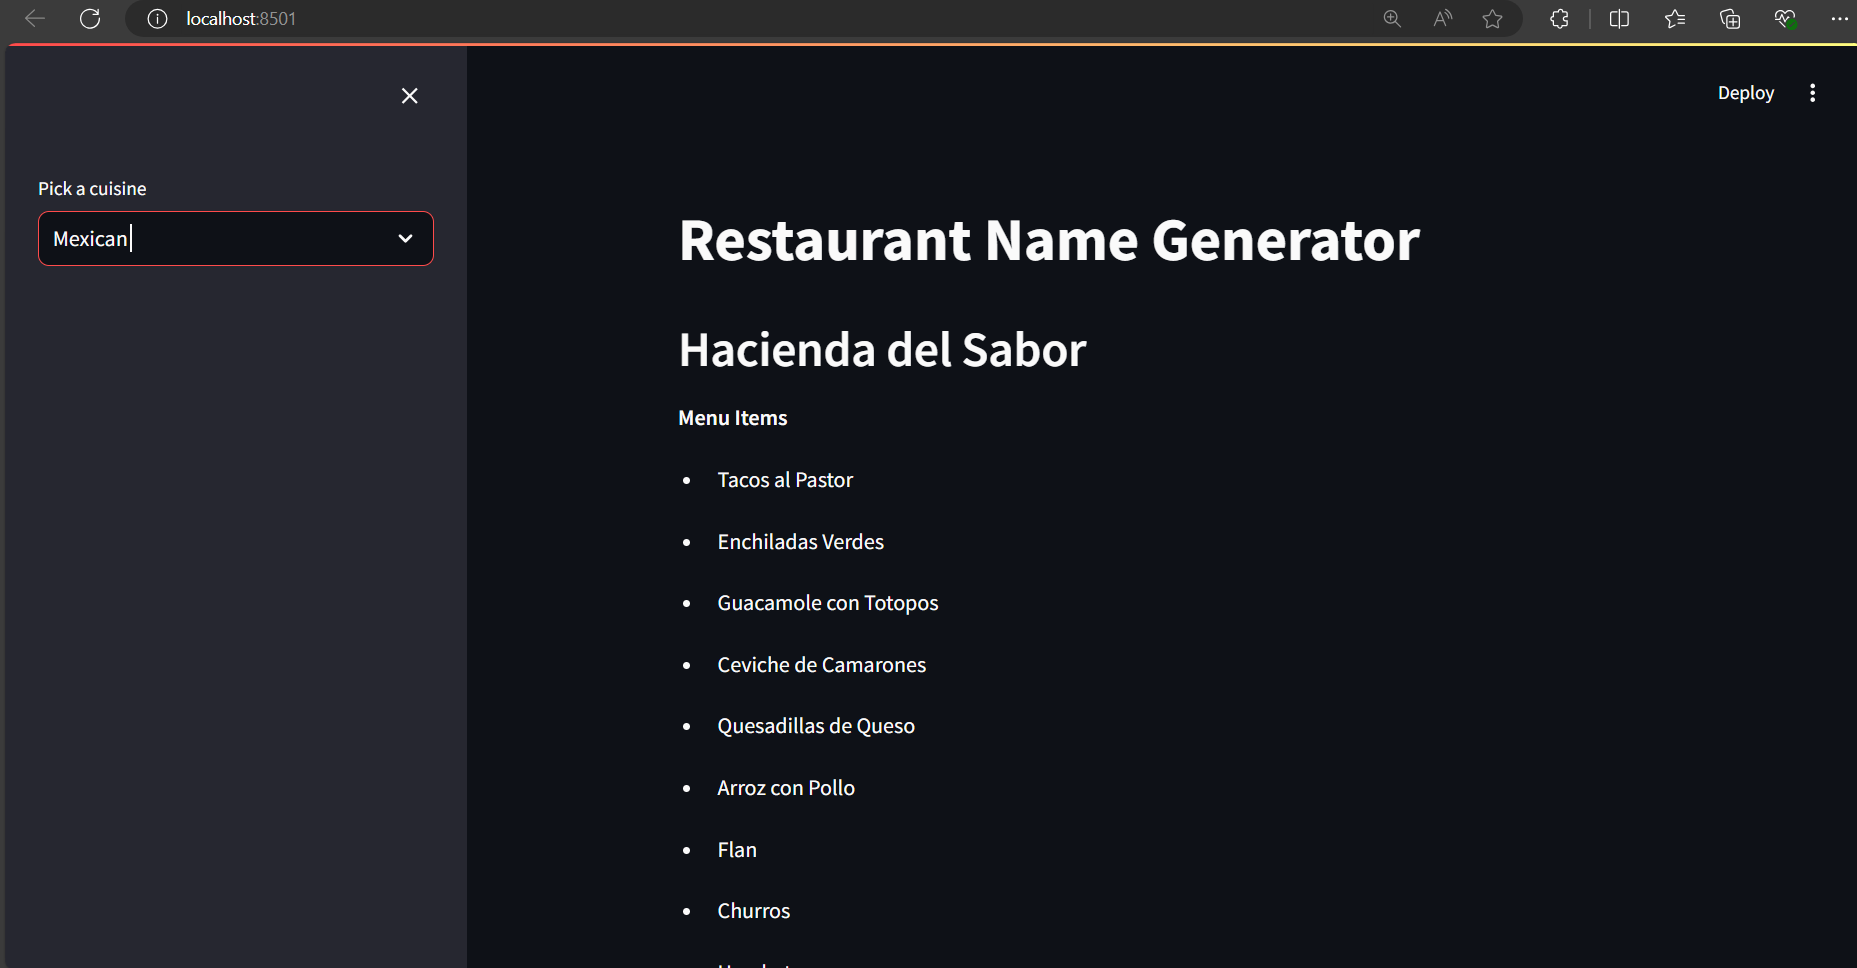 localhost:8501
Deploy
Pick a cuisine
Mexican
Restaurant Name Generator
Hacienda del Sabor
Menu Items
• Tacos al Pastor
• Enchiladas Verdes
• Guacamole con Totopos
• Ceviche de Camarones
• Quesadillas de Queso
• Arroz con Pollo
• Flan
• Churros